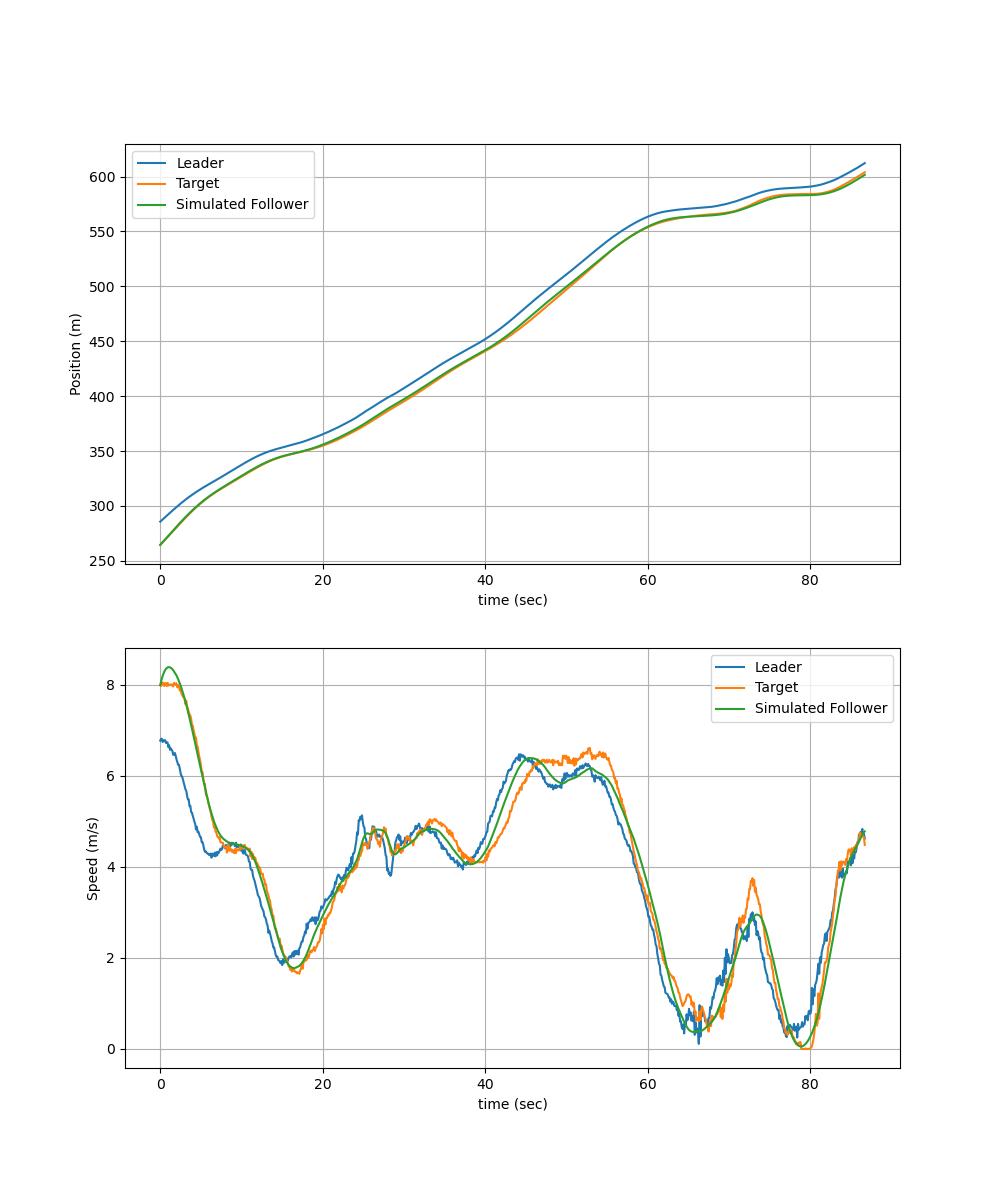 Leader
Target
Simulated Follower
600
550
500
450
400
350
300
250
Position (m)
0 20 40 60 80
time (sec)
Leader
Target
Simulated Follower
8
6
4
2
0
Speed (m/s)
0 20 40 60 80
time (sec)